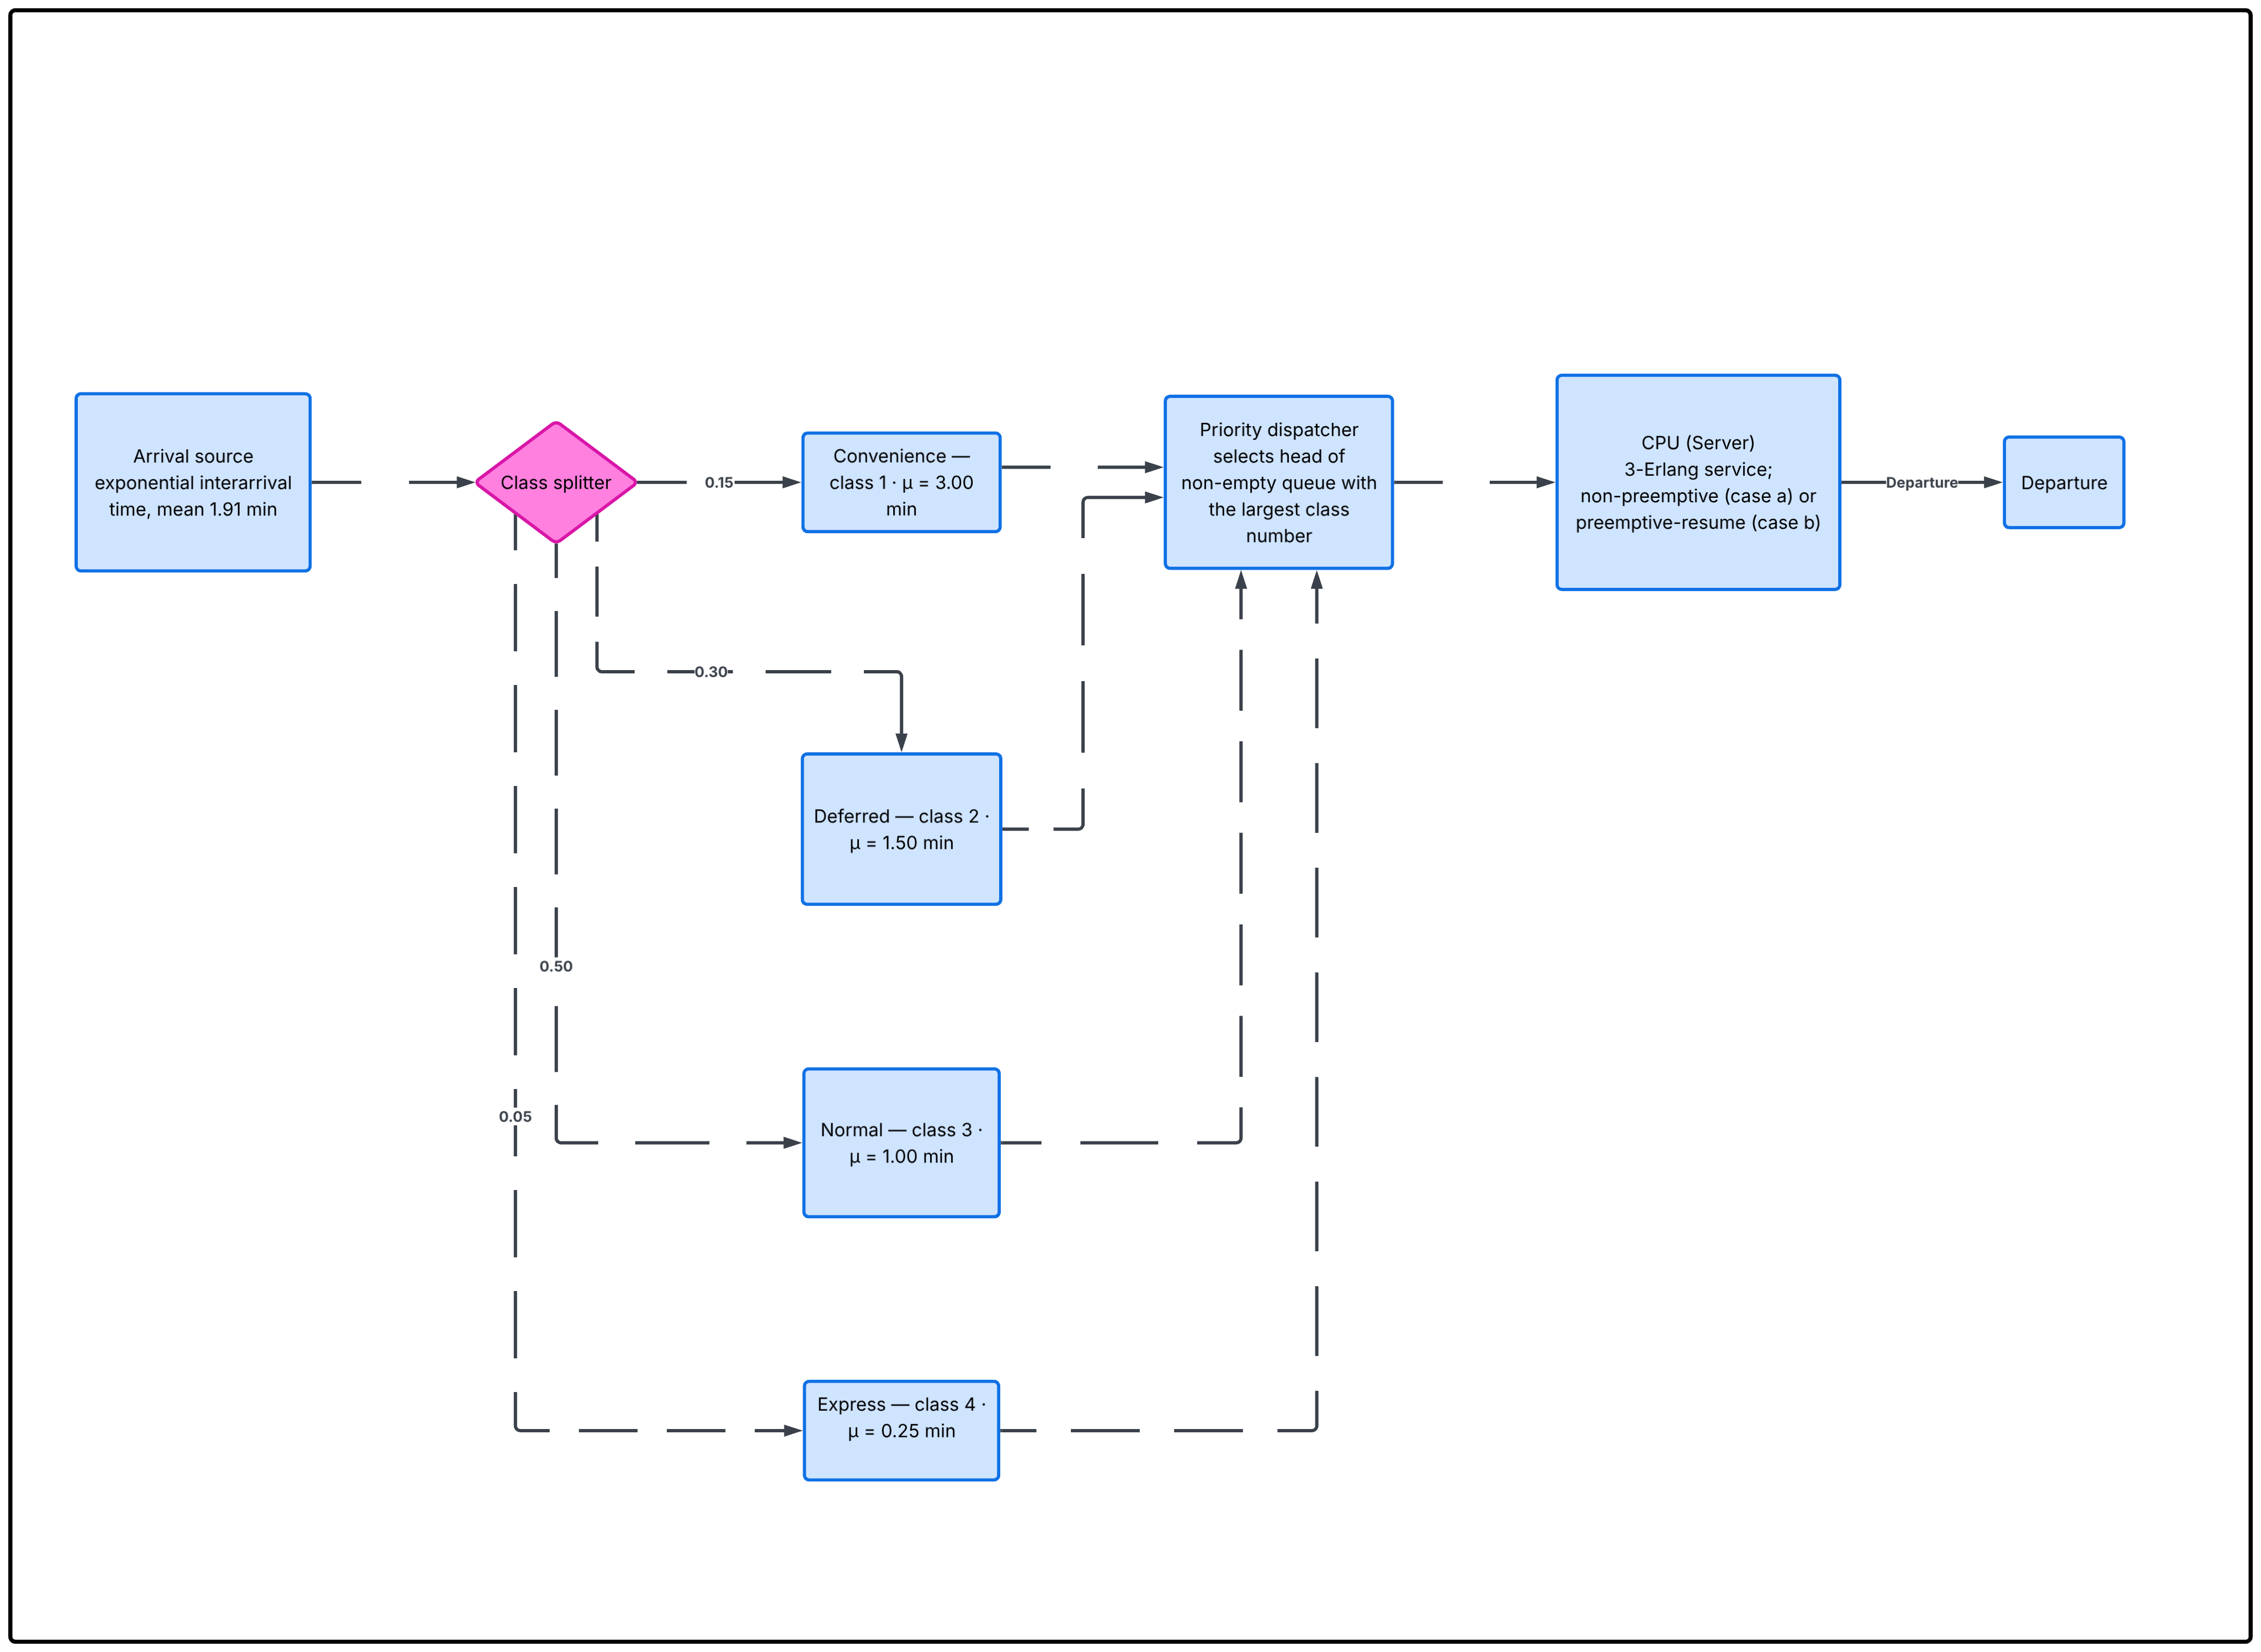 Arrival source
exponential interarrival
time, mean 1.91 min
Class splitter
0.15
Convenience —
class 1 · μ = 3.00
min
Priority dispatcher
selects head of
non-empty queue with
the largest class
number
CPU (Server)
3-Erlang service;
non-preemptive (case a) or
preemptive-resume (case b)
Departure
Departure
0.30
Deferred — class 2 ·
μ = 1.50 min
0.50
0.05
Normal — class 3 ·
μ = 1.00 min
Express — class 4 ·
μ = 0.25 min